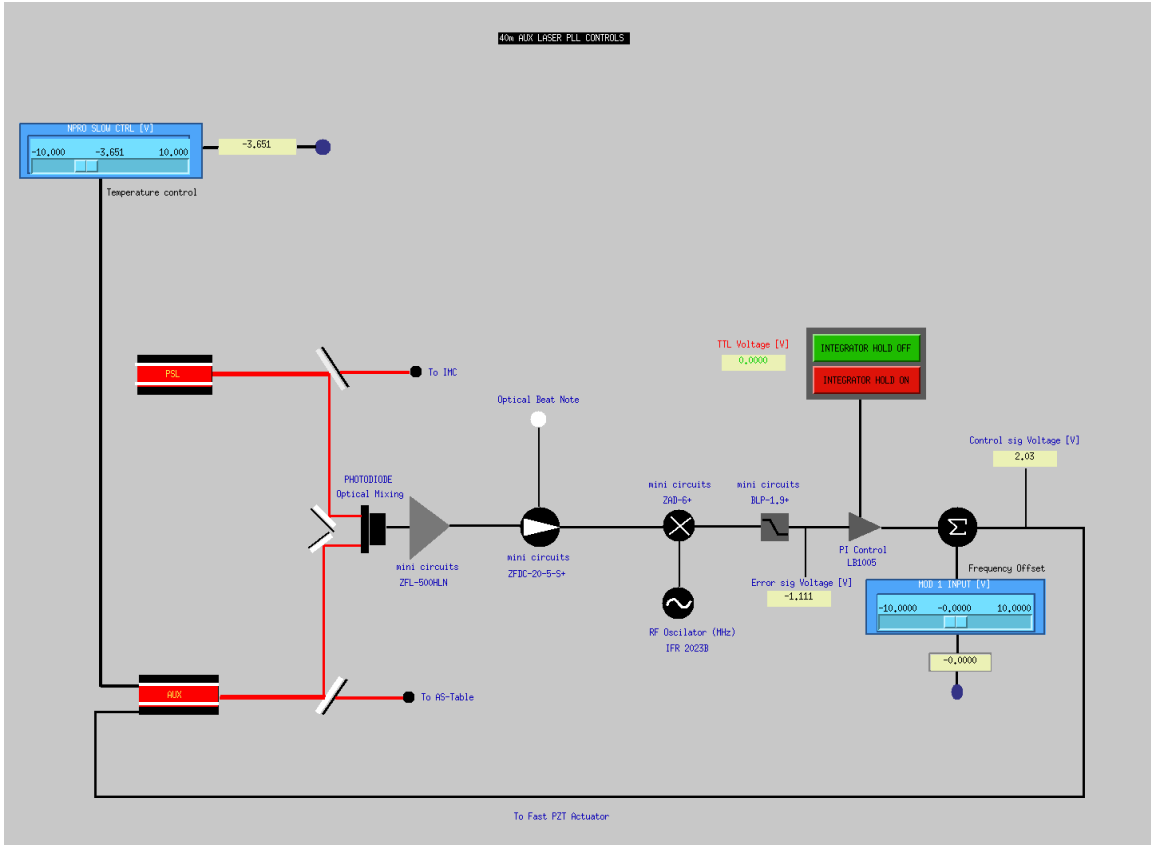 40m AUX LASER PLL CONTROLS
NPRO SLOW CTRL [V]
-10.000 -3.651 10.000
-3.651
Temperature control
PSL
To IMC
Optical Beat Note
TTL Voltage [V]
0.0000
INTEGRATOR HOLD OFF
INTEGRATOR HOLD ON
Control sig Voltage [V]
2.03
PHOTODIODE
Optical Mixing
mini circuits
ZFL-500HLN
mini circuits
ZFDC-20-5-S+
mini circuits
ZAD-6+
mini circuits
BLP-1.9+
Σ
PI Control
LB1005
Error sig Voltage [V]
-1.111
RF Oscilator (MHz)
IFR 2023B
Frequency Offset
MOD 1 INPUT [V]
-10.0000 -0.0000 10.0000
-0.0000
AUX
To AS-Table
To Fast PZT Actuator